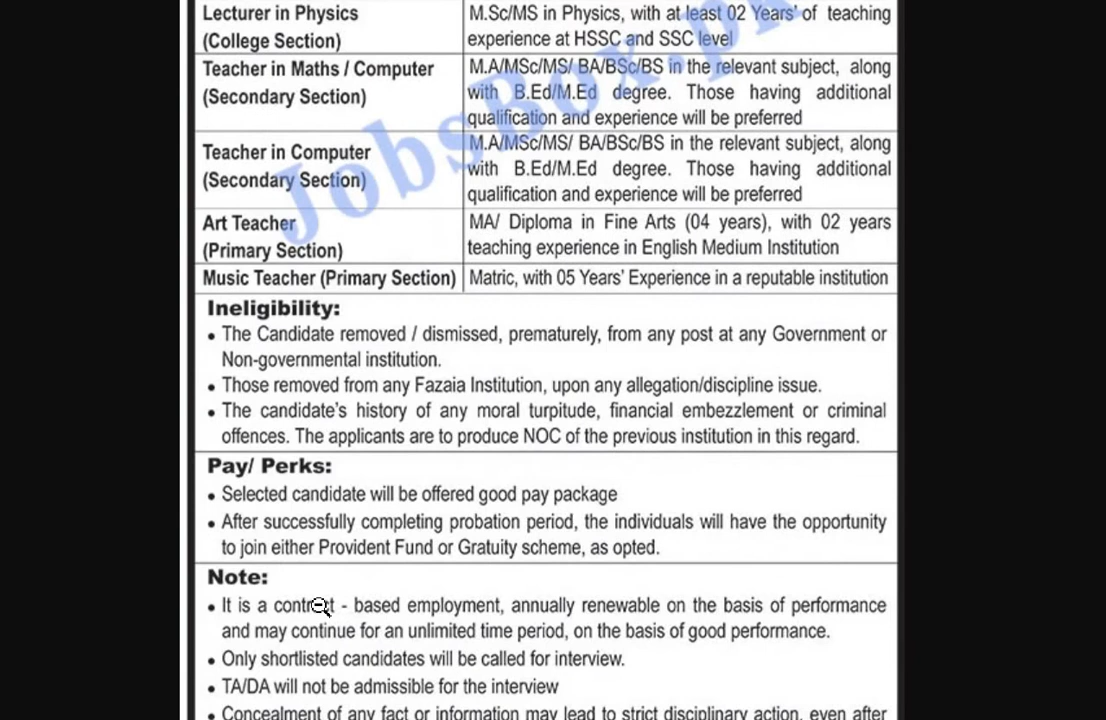 Lecturer in Physics
(College Section)
M.Sc/MS in Physics, with at least 02 Years' of teaching
experience at HSSC and SSC level
Teacher in Maths / Computer
(Secondary Section)
M.A/MSc/MS/ BA/BSc/BS in the relevant subject, along
with B.Ed/M.Ed degree. Those having additional
qualification and experience will be preferred
Teacher in Computer
(Secondary Section)
M.A/MSc/MS/ BA/BSc/BS in the relevant subject, along
with B.Ed/M.Ed degree. Those having additional
qualification and experience will be preferred
Art Teacher
(Primary Section)
MA/ Diploma in Fine Arts (04 years), with 02 years
teaching experience in English Medium Institution
Music Teacher (Primary Section)
Matric, with 05 Years' Experience in a reputable institution
JobsBox.pk
Ineligibility:
• The Candidate removed / dismissed, prematurely, from any post at any Government or
Non-governmental institution.
• Those removed from any Fazaia Institution, upon any allegation/discipline issue.
• The candidate's history of any moral turpitude, financial embezzlement or criminal
offences. The applicants are to produce NOC of the previous institution in this regard.
Pay/ Perks:
• Selected candidate will be offered good pay package
• After successfully completing probation period, the individuals will have the opportunity
to join either Provident Fund or Gratuity scheme, as opted.
Note:
• It is a contract - based employment, annually renewable on the basis of performance
and may continue for an unlimited time period, on the basis of good performance.
• Only shortlisted candidates will be called for interview.
• TA/DA will not be admissible for the interview
• Concealment of any fact or information may lead to strict disciplinary action, even after